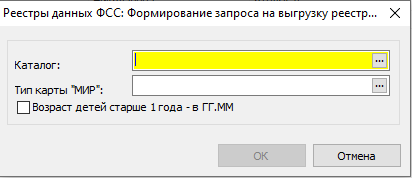 Реестры данных ФСС: Формирование запроса на выгрузку реестр...
Каталог:
...
Тип карты "МИР":
...
Возраст детей старше 1 года - в ГГ.ММ
ОК
Отмена